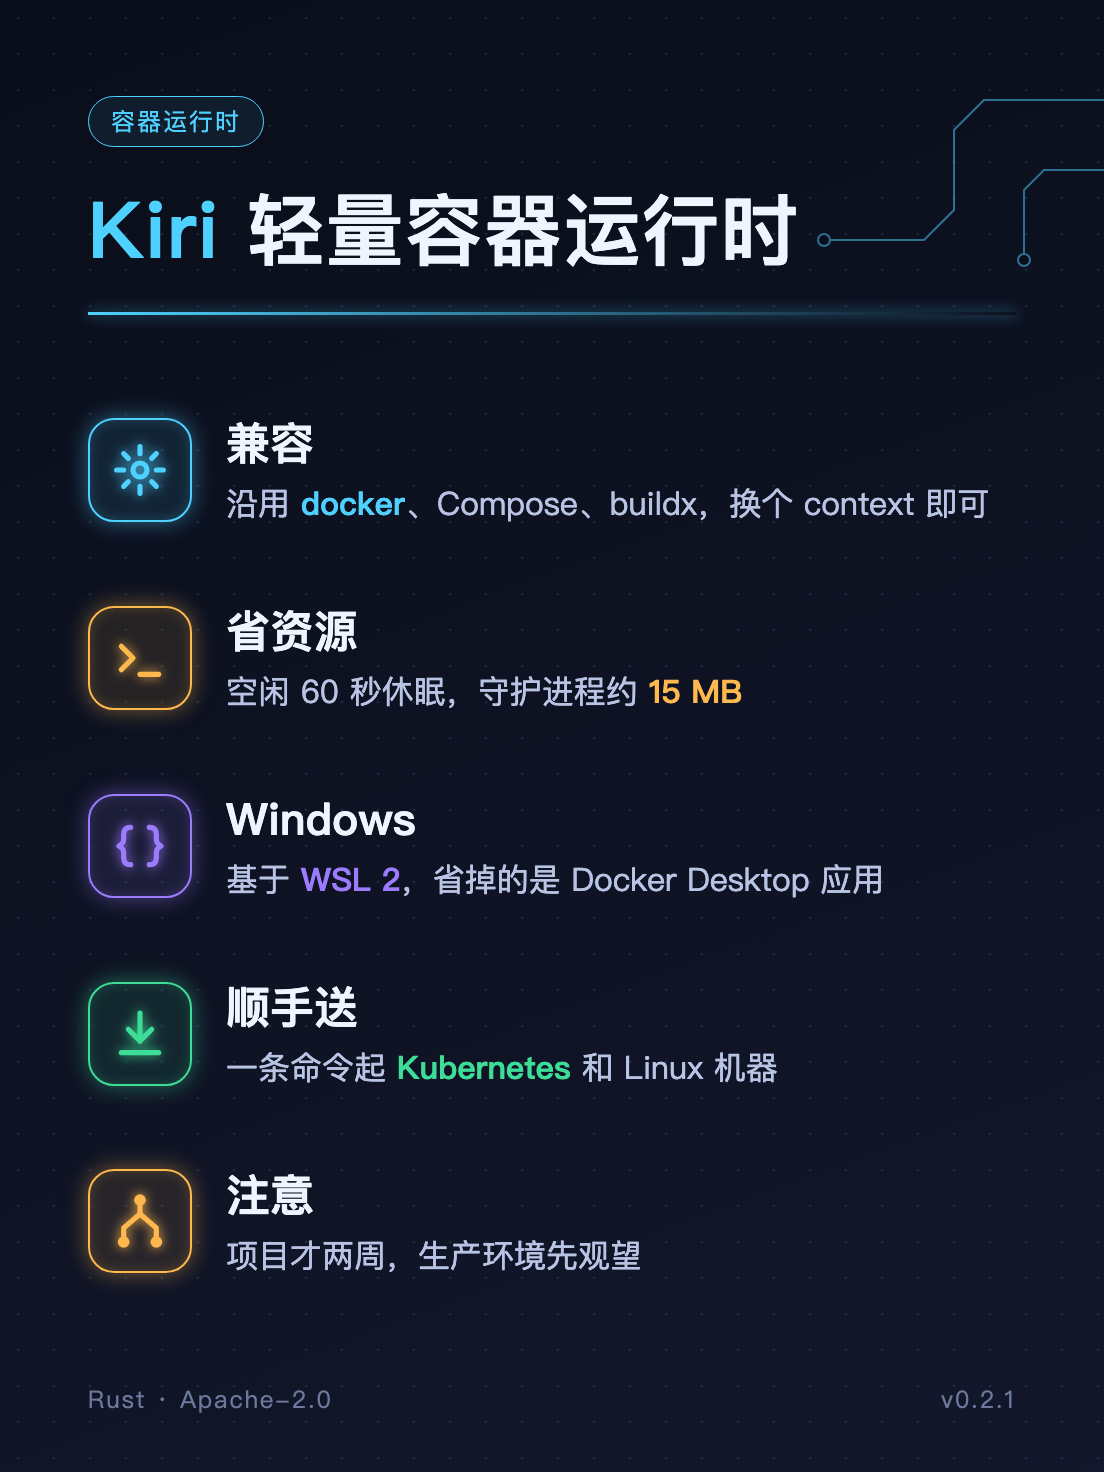 容器运行时
Kiri 轻量容器运行时
兼容
沿用 docker、Compose、buildx，换个 context 即可
省资源
空闲 60 秒休眠，守护进程约 15 MB
Windows
基于 WSL 2，省掉的是 Docker Desktop 应用
顺手送
一条命令起 Kubernetes 和 Linux 机器
注意
项目才两周，生产环境先观望
Rust · Apache-2.0
v0.2.1